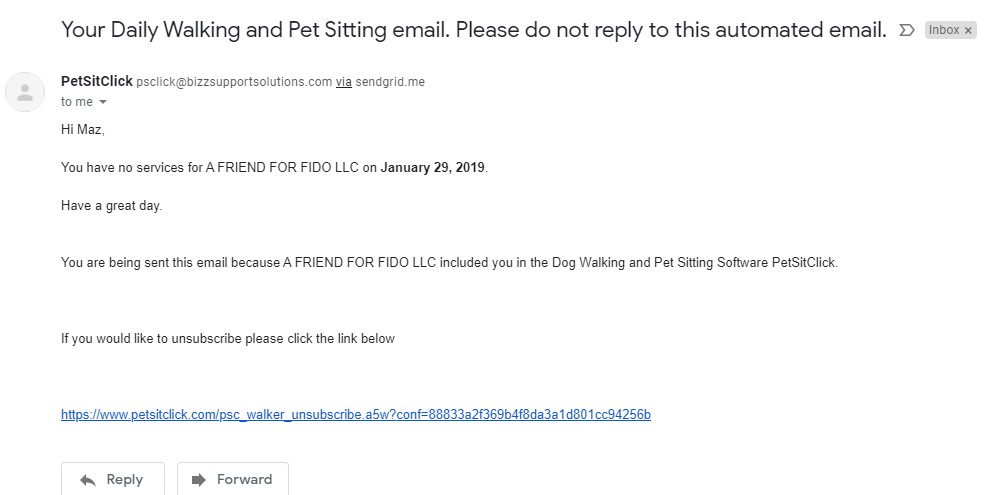 Your Daily Walking and Pet Sitting email. Please do not reply to this automated email. Inbox x
PetSitClick psclick@bizzsupportsolutions.com via sendgrid.me
to me
Hi Maz,
You have no services for A FRIEND FOR FIDO LLC on January 29, 2019.
Have a great day.
You are being sent this email because A FRIEND FOR FIDO LLC included you in the Dog Walking and Pet Sitting Software PetSitClick.
If you would like to unsubscribe please click the link below
https://www.petsitclick.com/psc_walker_unsubscribe.a5w?conf=88833a2f369b4f8da3a1d801cc94256b
Reply Forward